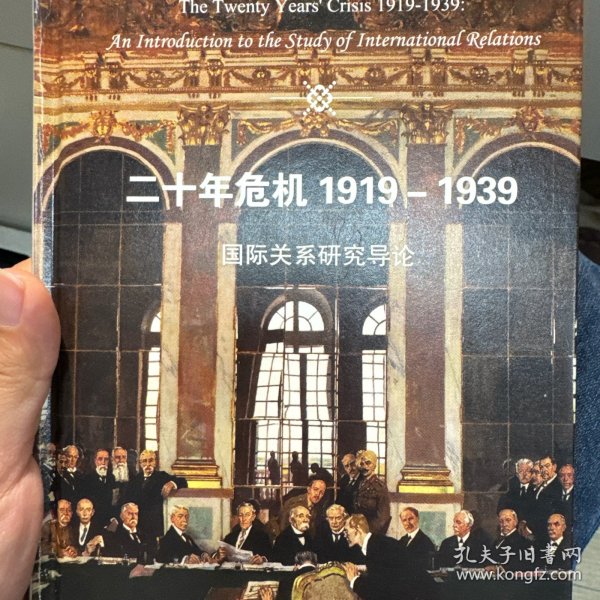 The Twenty Years' Crisis 1919-1939:
An Introduction to the Study of International Relations
二十年危机 1919－1939
国际关系研究导论
孔夫子旧书网
www.kongfz.com